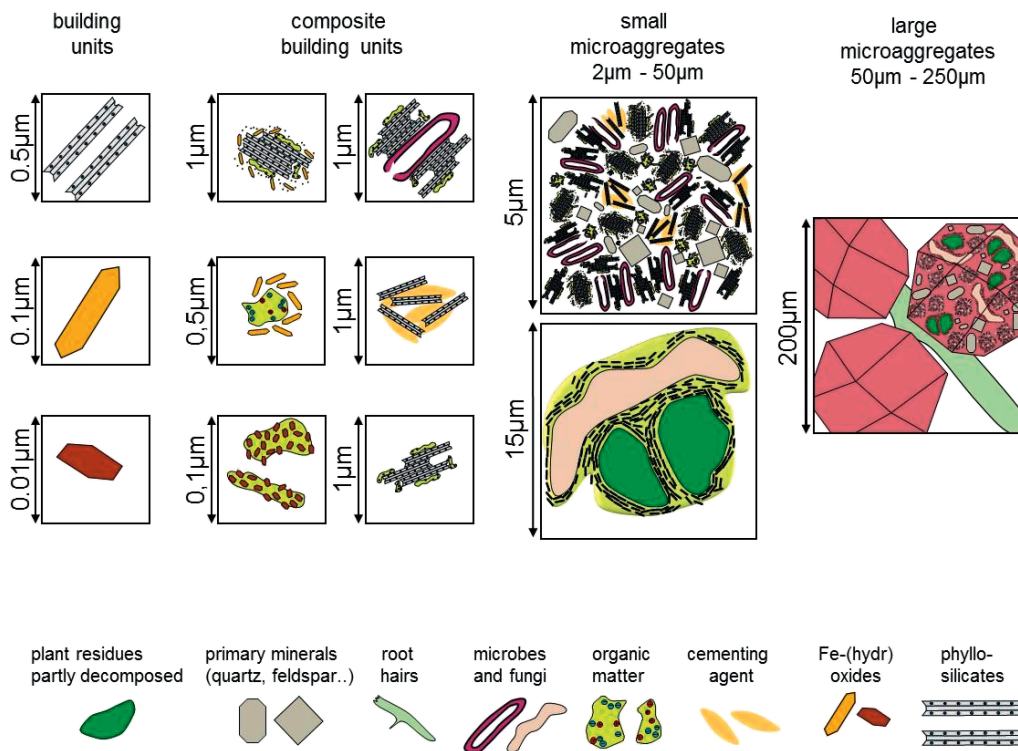 building
units
composite
building units
small
microaggregates
2µm - 50µm
large
microaggregates
50µm - 250µm
0.5µm
1µm
1µm
5µm
0.1µm
0,5µm
1µm
200µm
0.01µm
0,1µm
1µm
15µm
plant residues
partly decomposed
primary minerals
(quartz, feldspar..)
root
hairs
microbes
and fungi
organic
matter
cementing
agent
Fe-(hydr)
oxides
phyllo-
silicates